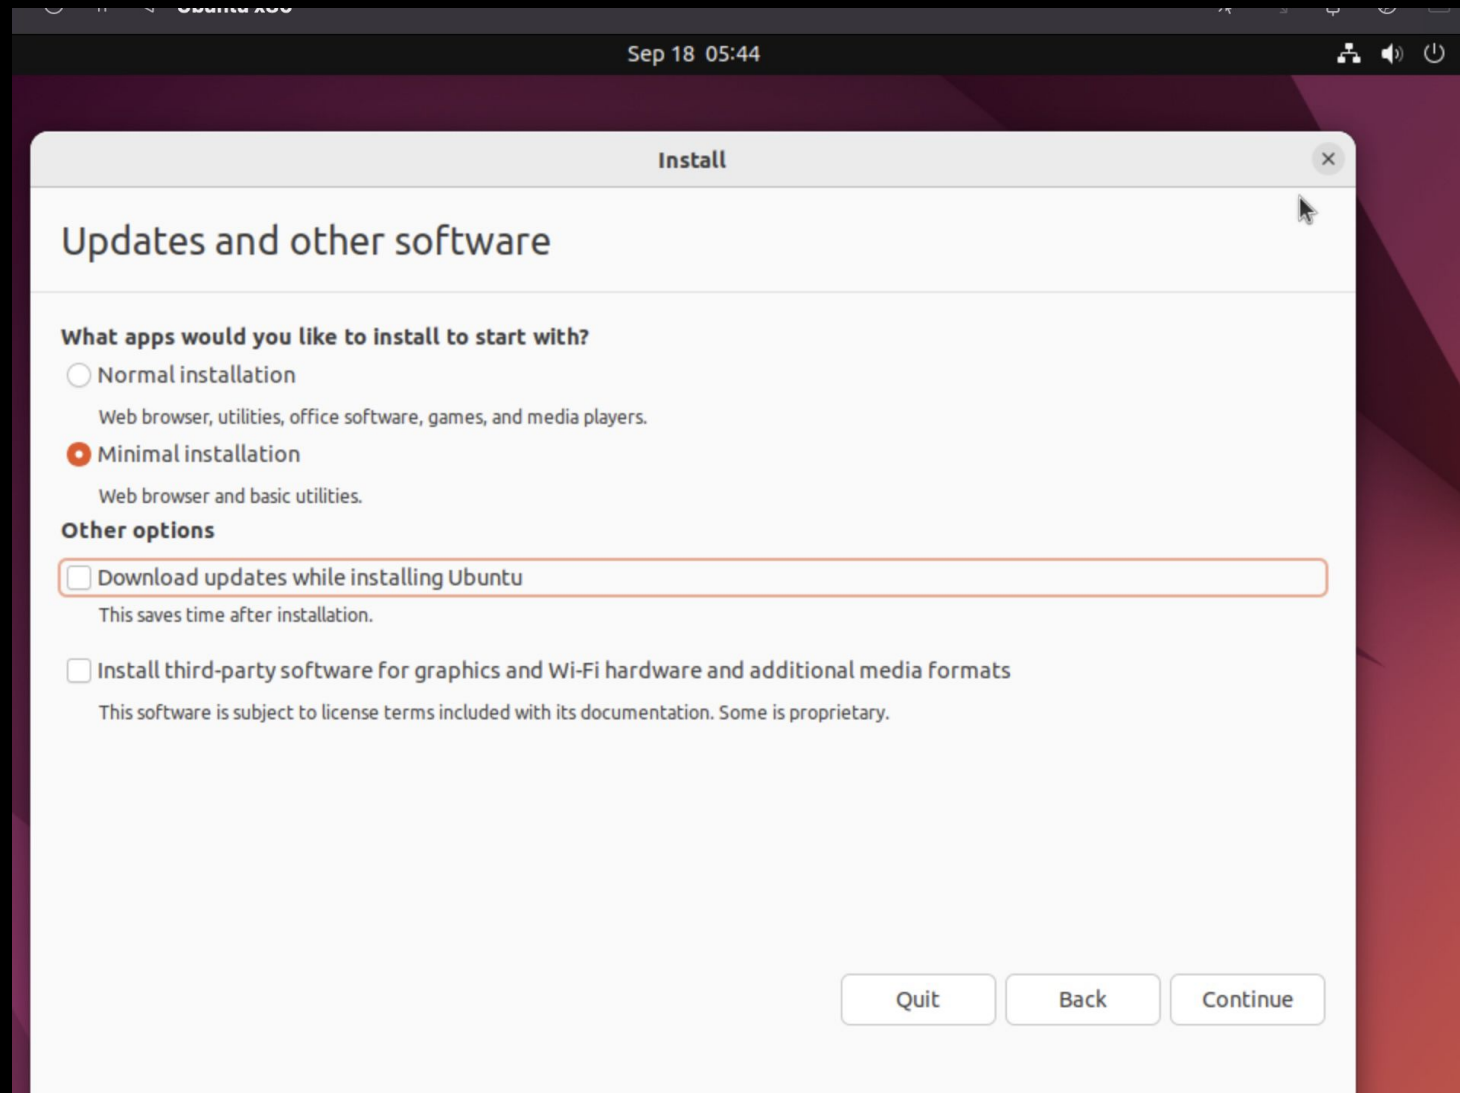 Ubuntu x86
Sep 18 05:44
Install
Updates and other software
What apps would you like to install to start with?
Normal installation
Web browser, utilities, office software, games, and media players.
Minimal installation
Web browser and basic utilities.
Other options
Download updates while installing Ubuntu
This saves time after installation.
Install third-party software for graphics and Wi-Fi hardware and additional media formats
This software is subject to license terms included with its documentation. Some is proprietary.
Quit
Back
Continue